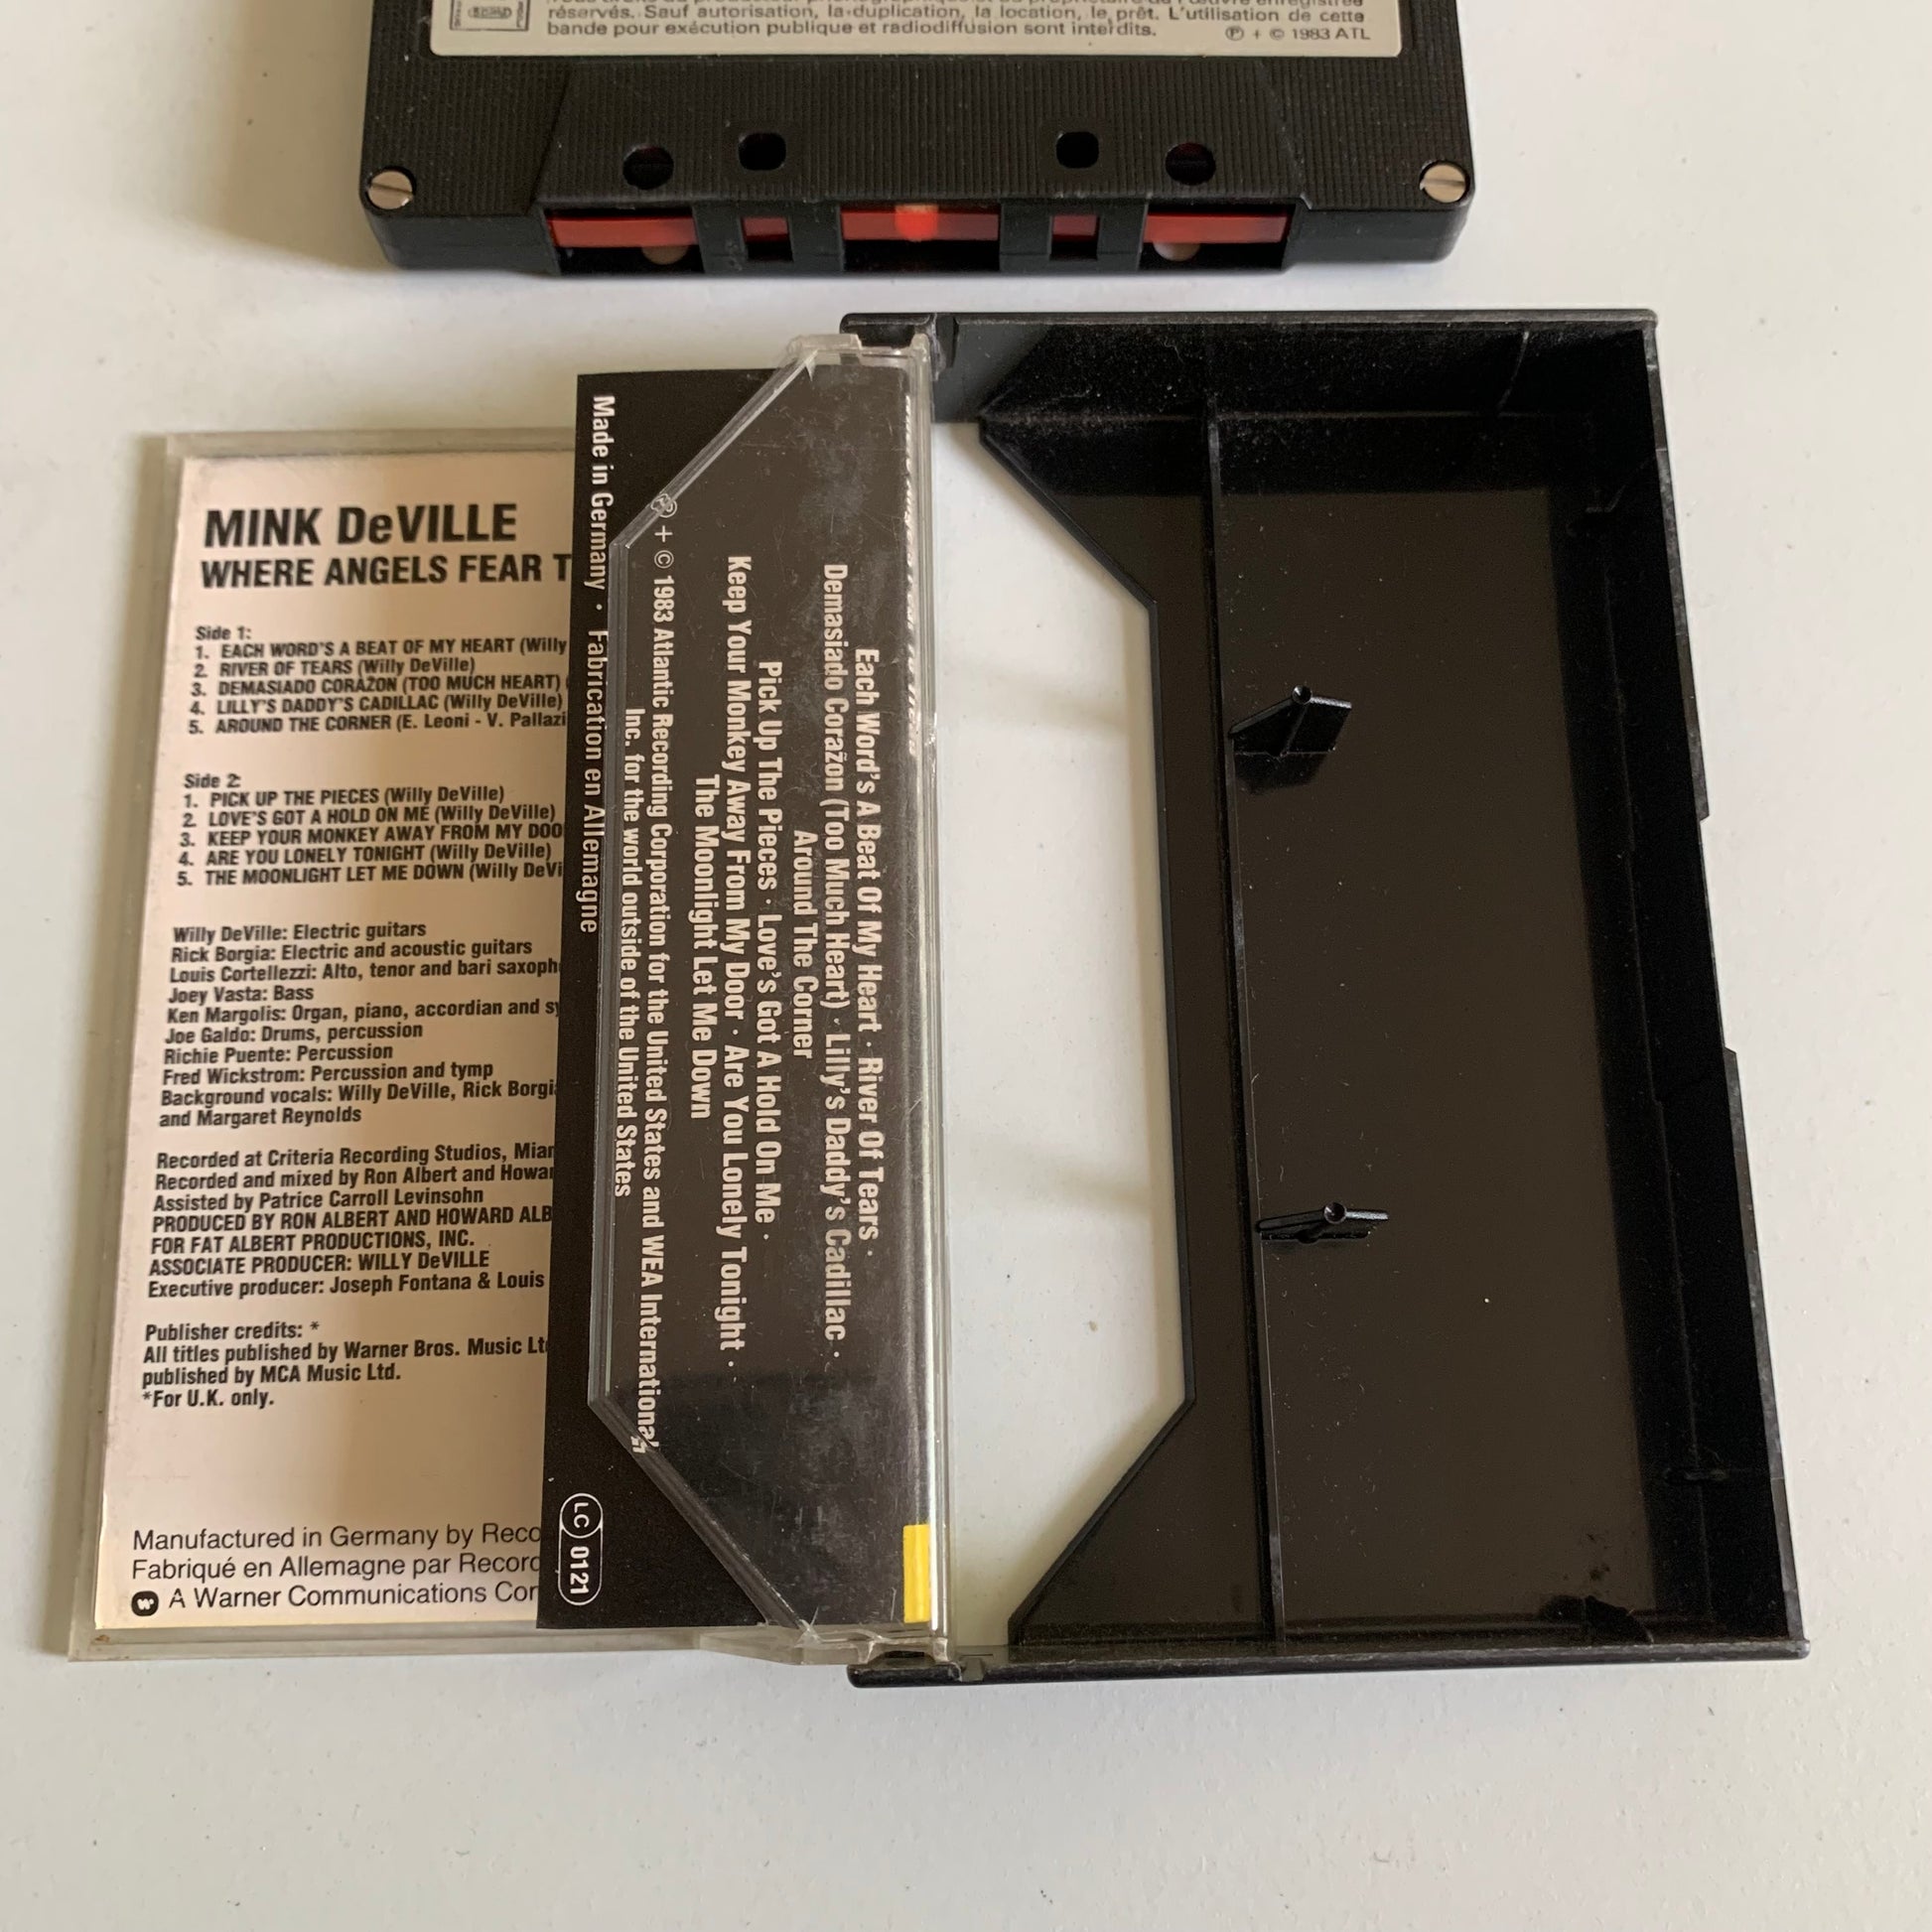 réservés. Sauf autorisation, la duplication, la location, le prêt. L'utilisation de cette
bande pour exécution publique et radiodiffusion sont interdits.
Ⓟ + © 1983 ATL
MINK DeVILLE
WHERE ANGELS FEAR T
Side 1:
1. EACH WORD'S A BEAT OF MY HEART (Willy
2. RIVER OF TEARS (Willy DeVille)
3. DEMASIADO CORAŽON (TOO MUCH HEART) (
4. LILLY'S DADDY'S CADILLAC (Willy DeVille)
5. AROUND THE CORNER (E. Leoni - V. Pallazi
Side 2:
1. PICK UP THE PIECES (Willy DeVille)
2. LOVE'S GOT A HOLD ON ME (Willy DeVille)
3. KEEP YOUR MONKEY AWAY FROM MY DOO
4. ARE YOU LONELY TONIGHT (Willy DeVille)
5. THE MOONLIGHT LET ME DOWN (Willy DeVi
Willy DeVille: Electric guitars
Rick Borgia: Electric and acoustic guitars
Louis Cortellezzi: Alto, tenor and bari saxoph
Joey Vasta: Bass
Ken Margolis: Organ, piano, accordian and sy
Joe Galdo: Drums, percussion
Richie Puente: Percussion
Fred Wickstrom: Percussion and tymp
Background vocals: Willy DeVille, Rick Borgia
and Margaret Reynolds
Recorded at Criteria Recording Studios, Miam
Recorded and mixed by Ron Albert and Howar
Assisted by Patrice Carroll Levinsohn
PRODUCED BY RON ALBERT AND HOWARD ALB
FOR FAT ALBERT PRODUCTIONS, INC.
ASSOCIATE PRODUCER: WILLY DeVILLE
Executive producer: Joseph Fontana & Louis
Publisher credits: *
All titles published by Warner Bros. Music Lt
published by MCA Music Ltd.
*For U.K. only.
Manufactured in Germany by Reco
Fabriqué en Allemagne par Record
A Warner Communications Cor
Each Word's A Beat Of My Heart · River Of Tears ·
Demasiado Coražon (Too Much Heart) · Lilly's Daddy's Cadillac ·
Around The Corner
Pick Up The Pieces · Love's Got A Hold On Me ·
Keep Your Monkey Away From My Door · Are You Lonely Tonight ·
The Moonlight Let Me Down
Ⓟ + © 1983 Atlantic Recording Corporation for the United States and WEA International
Inc. for the world outside of the United States
Made in Germany · Fabrication en Allemagne
LC 0121